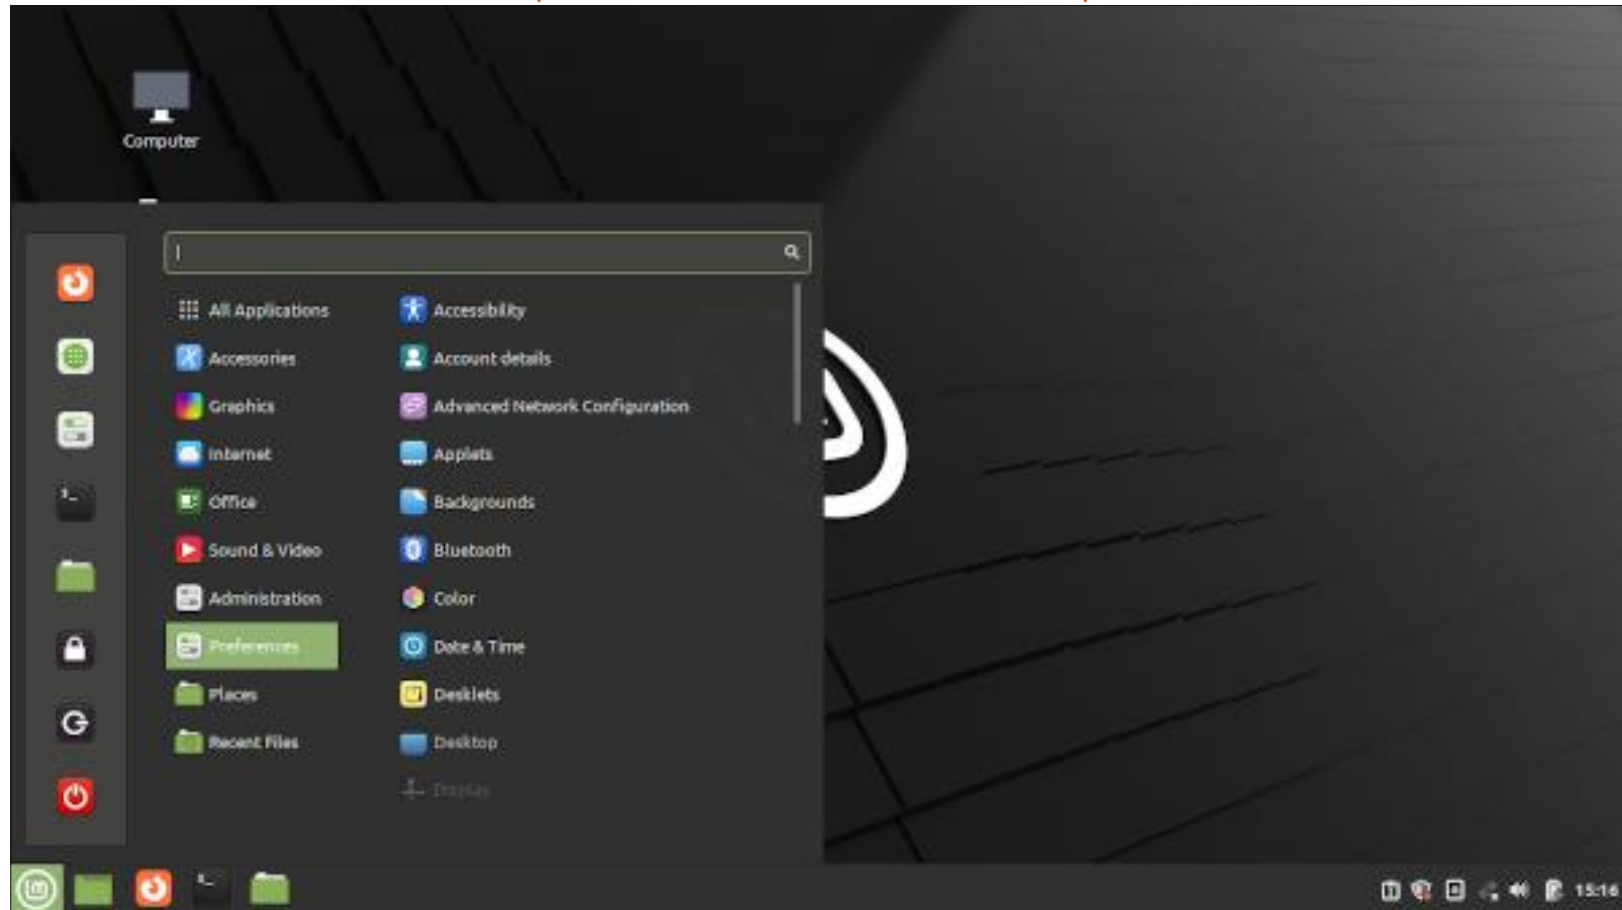 Computer
All Applications
Accessories
Graphics
Internet
Office
Sound & Video
Administration
Preferences
Places
Recent Files
Accessibility
Account details
Advanced Network Configuration
Applets
Backgrounds
Bluetooth
Color
Date & Time
Desklets
Desktop
Display
15:16